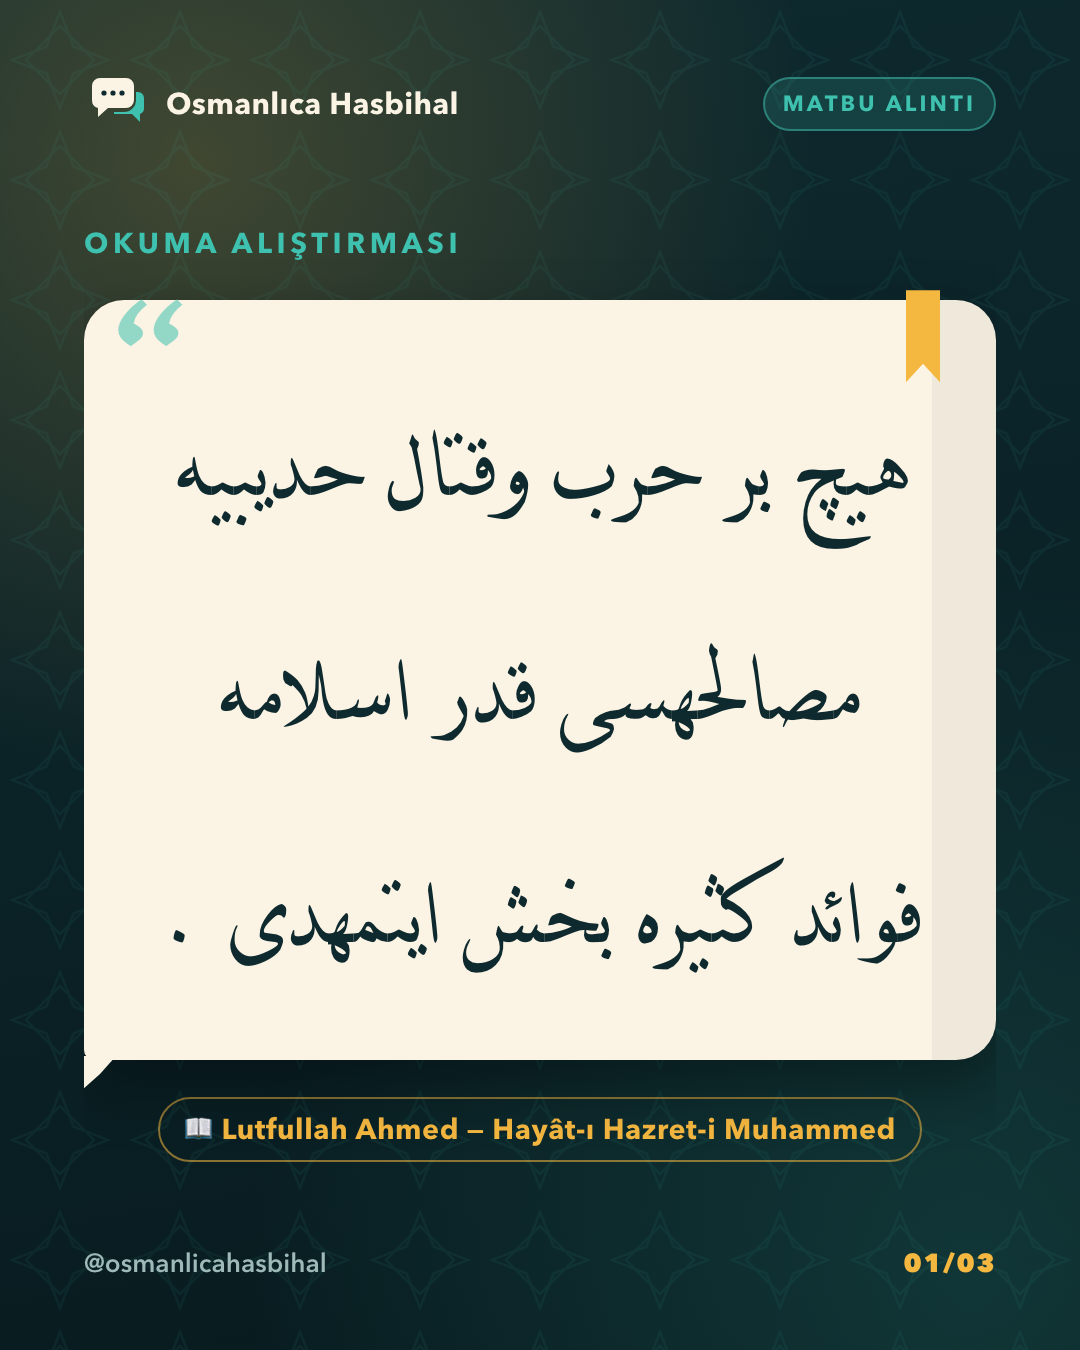 Osmanlıca Hasbihal
MATBU ALINTI
OKUMA ALIŞTIRMASI
“
هیچ بر حرب وقتال حدیبیه
مصالحهسی قدر اسلامه
فوائد کثیره بخش ایتمهدی .
📖 Lutfullah Ahmed — Hayât-ı Hazret-i Muhammed
@osmanlicahasbihal
01/03